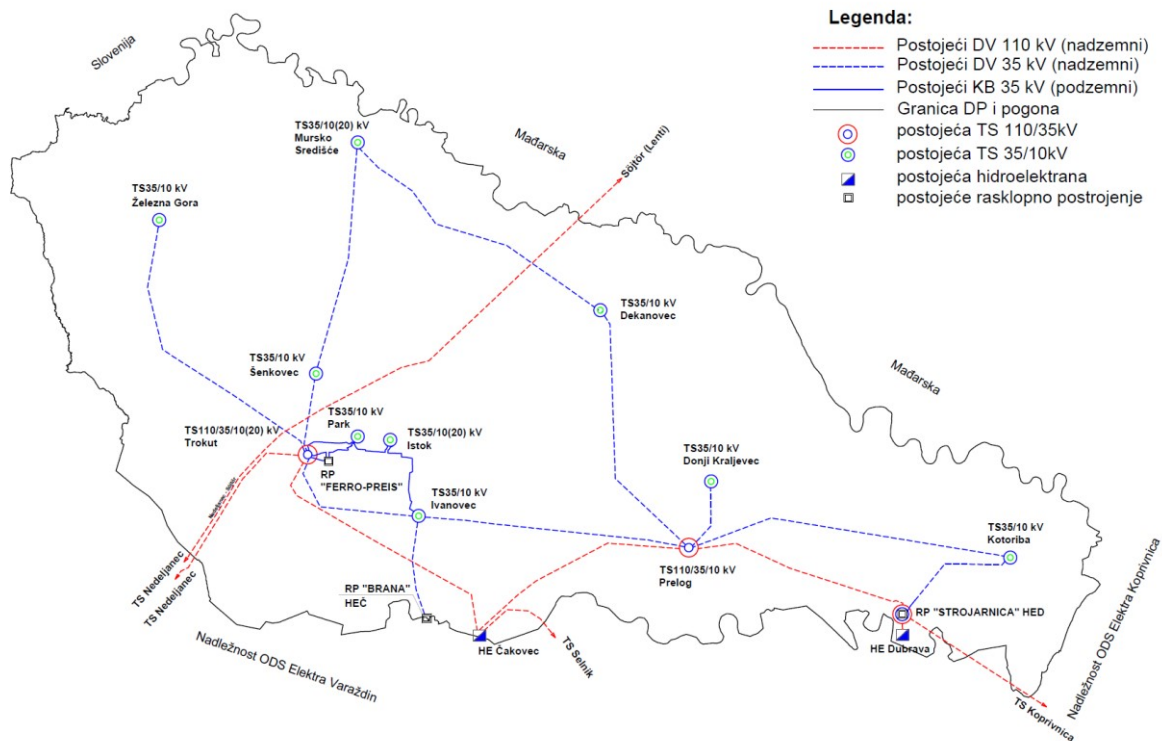 Legenda:
Postojeći DV 110 kV (nadzemni)
Postojeći DV 35 kV (nadzemni)
Postojeći KB 35 kV (podzemni)
Granica DP i pogona
postojeća TS 110/35kV
postojeća TS 35/10kV
postojeća hidroelektrana
postojeće rasklopno postrojenje
Slovenija
Mađarska
TS35/10(20) kV
Mursko
Središće
Söjtör (Lenti)
TS35/10 kV
Železna Gora
TS35/10 kV
Dekanovec
Mađarska
TS35/10 kV
Šenkovec
TS35/10 kV
Park
TS110/35/10(20) kV
Trokut
TS35/10(20) kV
Istok
RP
"FERRO-PREIS"
TS35/10 kV
Donji Kraljevec
TS35/10 kV
Ivanovec
TS35/10 kV
Kotoriba
TS110/35/10 kV
Prelog
TS Nedeljanec
TS Nedeljanec
RP "BRANA"
HEČ
RP "STROJARNICA" HED
HE Čakovec
TS Selnik
HE Dubrava
Nadležnost ODS Elektra Varaždin
Nadležnost ODS Elektra Koprivnica
TS Koprivnica